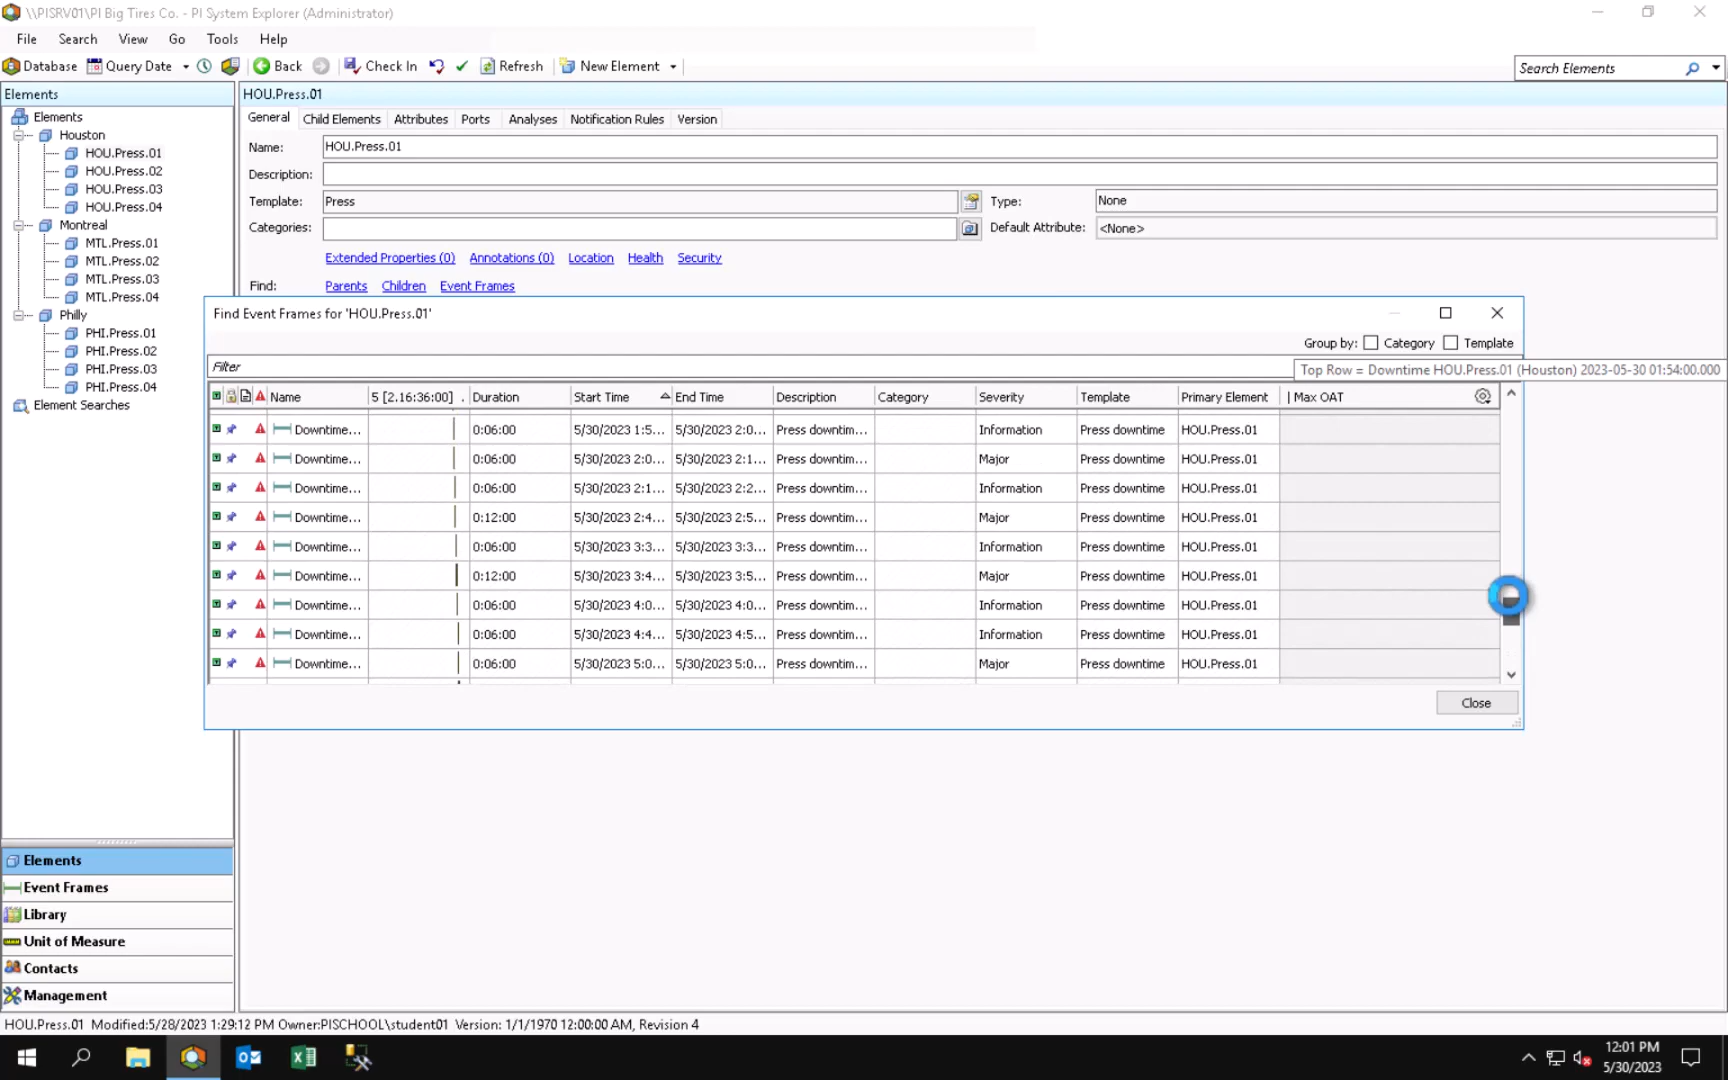 \\PISRV01\PI Big Tires Co. - PI System Explorer (Administrator)
File Search View Go Tools Help
Database Query Date Back Check In Refresh New Element
Search Elements
Elements
Elements
Houston
HOU.Press.01
HOU.Press.02
HOU.Press.03
HOU.Press.04
Montreal
MTL.Press.01
MTL.Press.02
MTL.Press.03
MTL.Press.04
Philly
PHI.Press.01
PHI.Press.02
PHI.Press.03
PHI.Press.04
Element Searches
HOU.Press.01
General Child Elements Attributes Ports Analyses Notification Rules Version
Name: HOU.Press.01
Description:
Template: Press Type: None
Categories: Default Attribute: <None>
Extended Properties (0) Annotations (0) Location Health Security
Find: Parents Children Event Frames
Find Event Frames for 'HOU.Press.01'
Group by: Category Template
Filter
Top Row = Downtime HOU.Press.01 (Houston) 2023-05-30 01:54:00.000
Name 5 [2.16:36:00] . Duration Start Time End Time Description Category Severity Template Primary Element | Max OAT
Downtime... 0:06:00 5/30/2023 1:5... 5/30/2023 2:0... Press downtim... Information Press downtime HOU.Press.01
Downtime... 0:06:00 5/30/2023 2:0... 5/30/2023 2:1... Press downtim... Major Press downtime HOU.Press.01
Downtime... 0:06:00 5/30/2023 2:1... 5/30/2023 2:2... Press downtim... Information Press downtime HOU.Press.01
Downtime... 0:12:00 5/30/2023 2:4... 5/30/2023 2:5... Press downtim... Major Press downtime HOU.Press.01
Downtime... 0:06:00 5/30/2023 3:3... 5/30/2023 3:3... Press downtim... Information Press downtime HOU.Press.01
Downtime... 0:12:00 5/30/2023 3:4... 5/30/2023 3:5... Press downtim... Major Press downtime HOU.Press.01
Downtime... 0:06:00 5/30/2023 4:0... 5/30/2023 4:0... Press downtim... Information Press downtime HOU.Press.01
Downtime... 0:06:00 5/30/2023 4:4... 5/30/2023 4:5... Press downtim... Information Press downtime HOU.Press.01
Downtime... 0:06:00 5/30/2023 5:0... 5/30/2023 5:0... Press downtim... Major Press downtime HOU.Press.01
Close
Elements
Event Frames
Library
Unit of Measure
Contacts
Management
HOU.Press.01 Modified:5/28/2023 1:29:12 PM Owner:PISCHOOL\student01 Version: 1/1/1970 12:00:00 AM, Revision 4
12:01 PM
5/30/2023